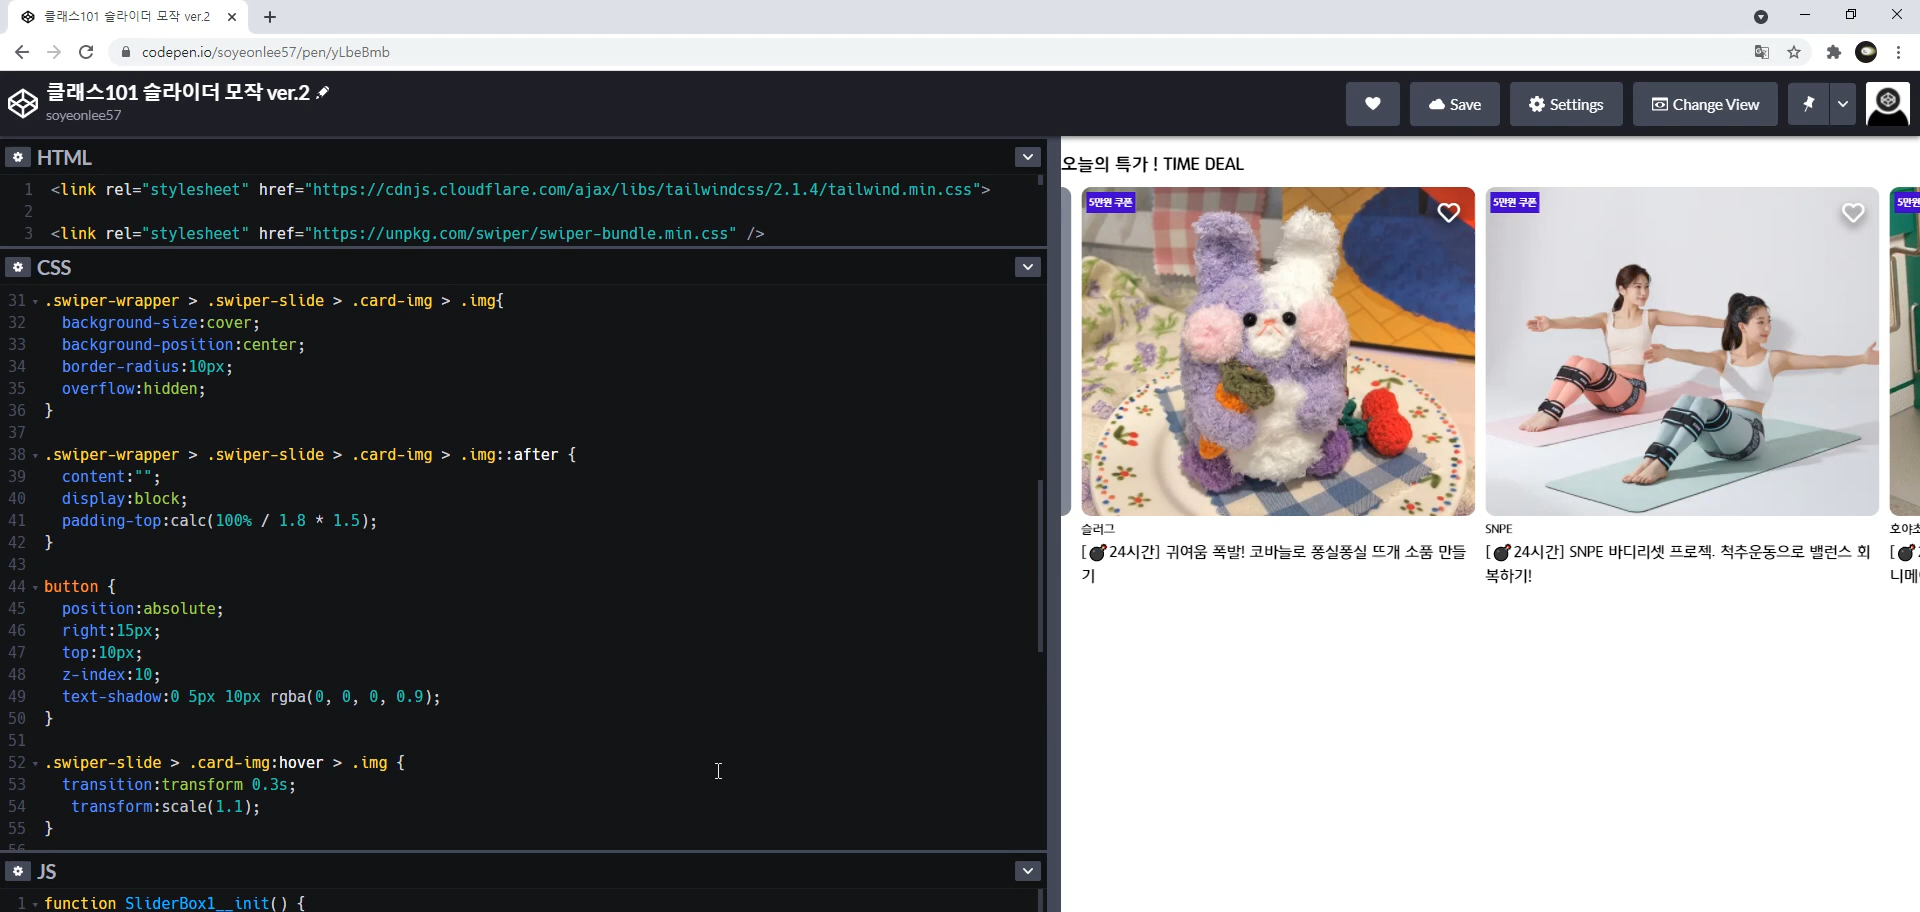 클래스101 슬라이더 모작 ver.2
codepen.io/soyeonlee57/pen/yLbeBmb
클래스101 슬라이더 모작 ver.2
soyeonlee57
Save
Settings
Change View
HTML
1 <link rel="stylesheet" href="https://cdnjs.cloudflare.com/ajax/libs/tailwindcss/2.1.4/tailwind.min.css">
2
3 <link rel="stylesheet" href="https://unpkg.com/swiper/swiper-bundle.min.css" />
CSS
31 .swiper-wrapper > .swiper-slide > .card-img > .img{
32 background-size:cover;
33 background-position:center;
34 border-radius:10px;
35 overflow:hidden;
36 }
37
38 .swiper-wrapper > .swiper-slide > .card-img > .img::after {
39 content:"";
40 display:block;
41 padding-top:calc(100% / 1.8 * 1.5);
42 }
43
44 button {
45 position:absolute;
46 right:15px;
47 top:10px;
48 z-index:10;
49 text-shadow:0 5px 10px rgba(0, 0, 0, 0.9);
50 }
51
52 .swiper-slide > .card-img:hover > .img {
53 transition:transform 0.3s;
54 transform:scale(1.1);
55 }
56
JS
1 function SliderBox1__init() {
오늘의 특가 ! TIME DEAL
5만원 쿠폰
슬러그
[💣24시간] 귀여움 폭발! 코바늘로 퐁실퐁실 뜨개 소품 만들
기
5만원 쿠폰
SNPE
[💣24시간] SNPE 바디리셋 프로젝. 척추운동으로 밸런스 회
복하기!
5만원
호야초
[💣2
니메